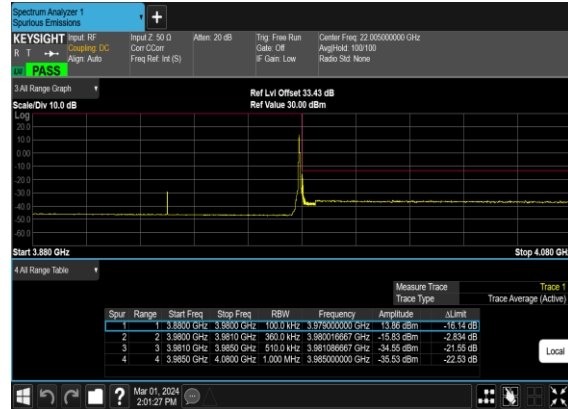 Spectrum Analyzer 1
Spurious Emissions
+
KEYSIGHT Input: RF Input Z: 50 Ω Atten: 20 dB Trig: Free Run Center Freq: 22.005000000 GHz
R T Coupling: DC Corr CCorr Gate: Off Avg|Hold: 100/100
Align: Auto Freq Ref: Int (S) IF Gain: Low Radio Std: None
LM PASS
3 All Range Graph
Ref Lvl Offset 33.43 dB
Scale/Div 10.0 dB Ref Value 30.00 dBm
Log
20.0
10.0
0.00
-10.0
-20.0
-30.0
-40.0
-50.0
-60.0
Start 3.880 GHz Stop 4.080 GH
4 All Range Table
Measure Trace Trace 1
Trace Type Trace Average (Active)
Spur Range Start Freq Stop Freq RBW Frequency Amplitude ΔLimit
1 1 3.8800 GHz 3.9800 GHz 100.0 kHz 3.979000000 GHz 13.86 dBm -16.14 dB
2 2 3.9800 GHz 3.9810 GHz 360.0 kHz 3.980016667 GHz -15.83 dBm -2.834 dB
3 3 3.9810 GHz 3.9850 GHz 510.0 kHz 3.981086667 GHz -34.55 dBm -21.55 dB
4 4 3.9850 GHz 4.0800 GHz 1.000 MHz 3.985000000 GHz -35.53 dBm -22.53 dB
Local
? Mar 01, 2024
2:01:27 PM